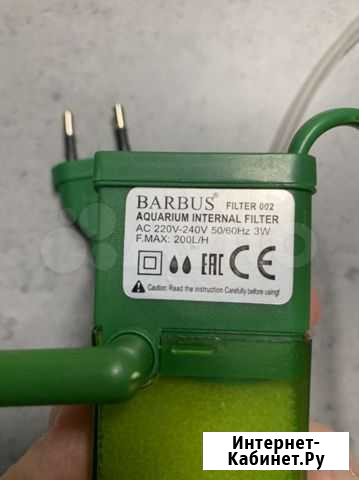 BARBUS® FILTER 002
AQUARIUM INTERNAL FILTER
AC 220V-240V 50/60Hz 3W
F.MAX: 200L/H
EAC CE
Caution: Read the instruction Carefully before using!
Интернет-
Кабинет.Ру